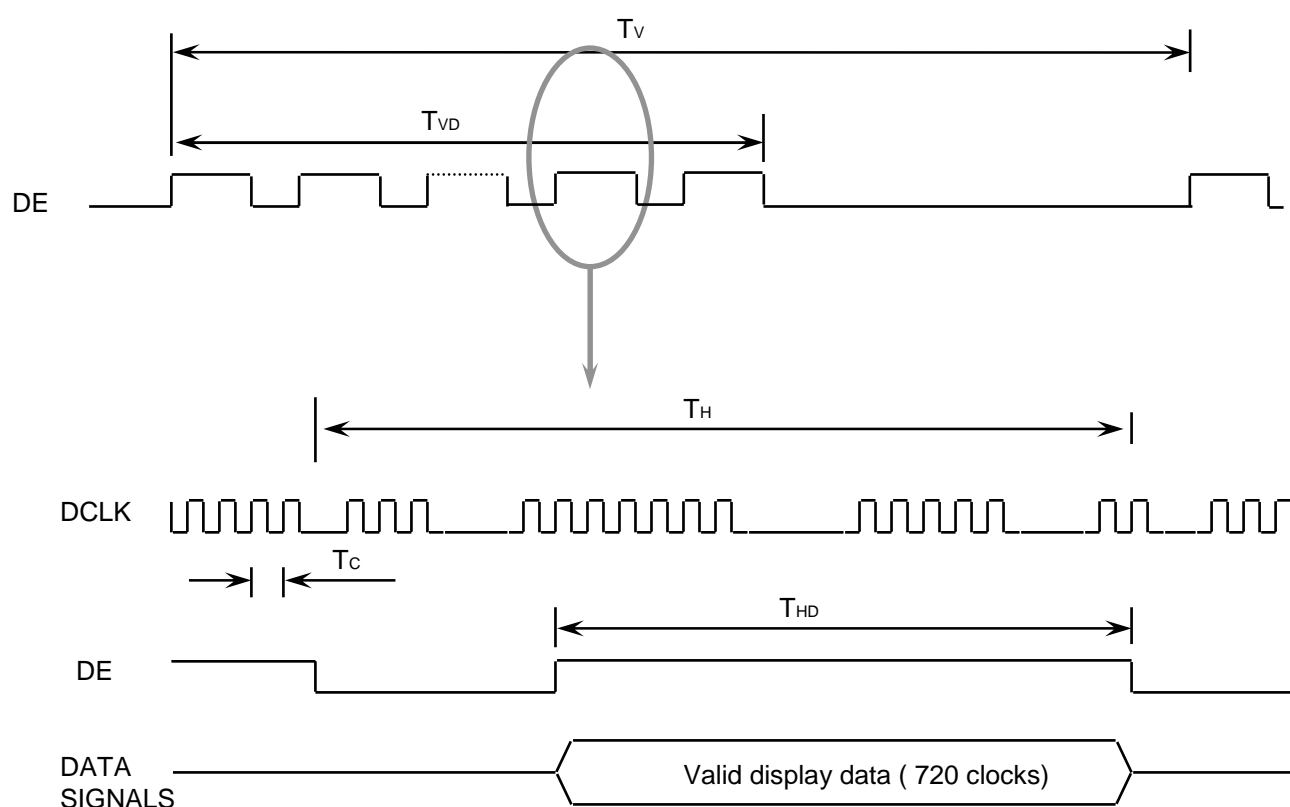 TV
TVD
DE
TH
DCLK
TC
THD
DE
DATA
SIGNALS
Valid display data ( 720 clocks)